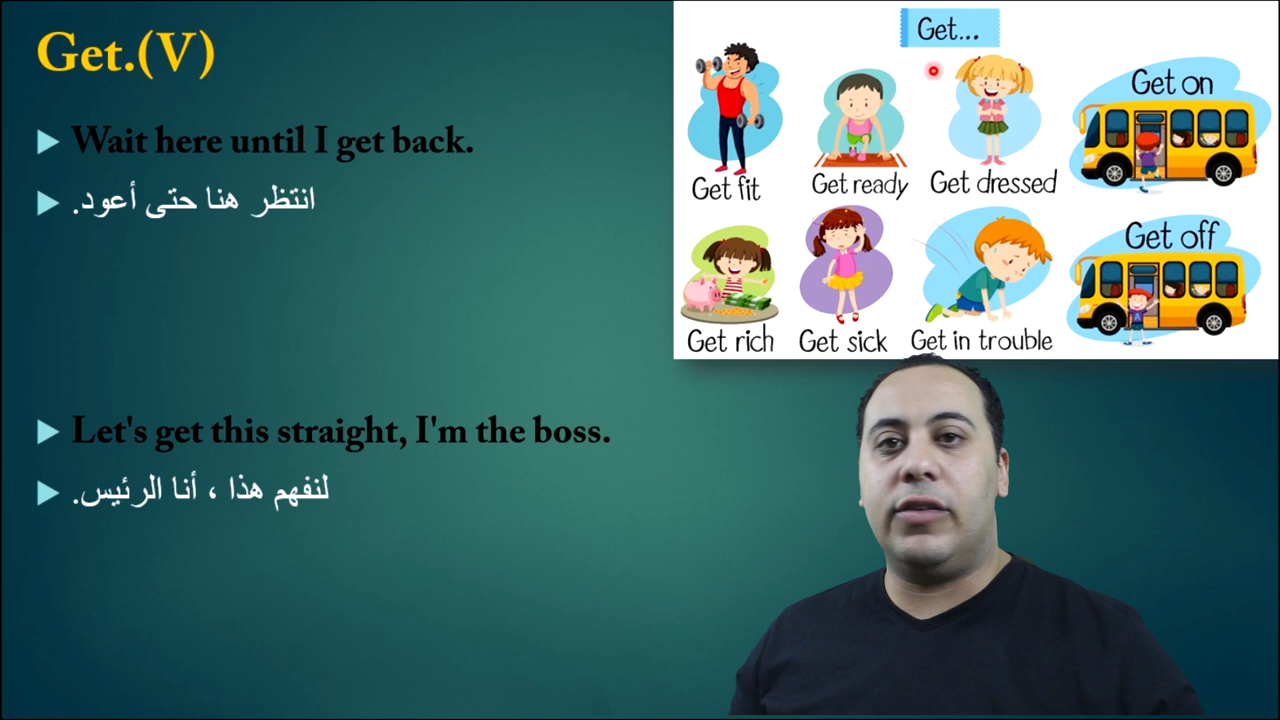 Get.(V)
Wait here until I get back.
انتظر هنا حتى أعود.
Let's get this straight, I'm the boss.
لنفهم هذا ، أنا الرئيس.
Get...
Get fit
Get ready
Get dressed
Get on
Get rich
Get sick
Get in trouble
Get off